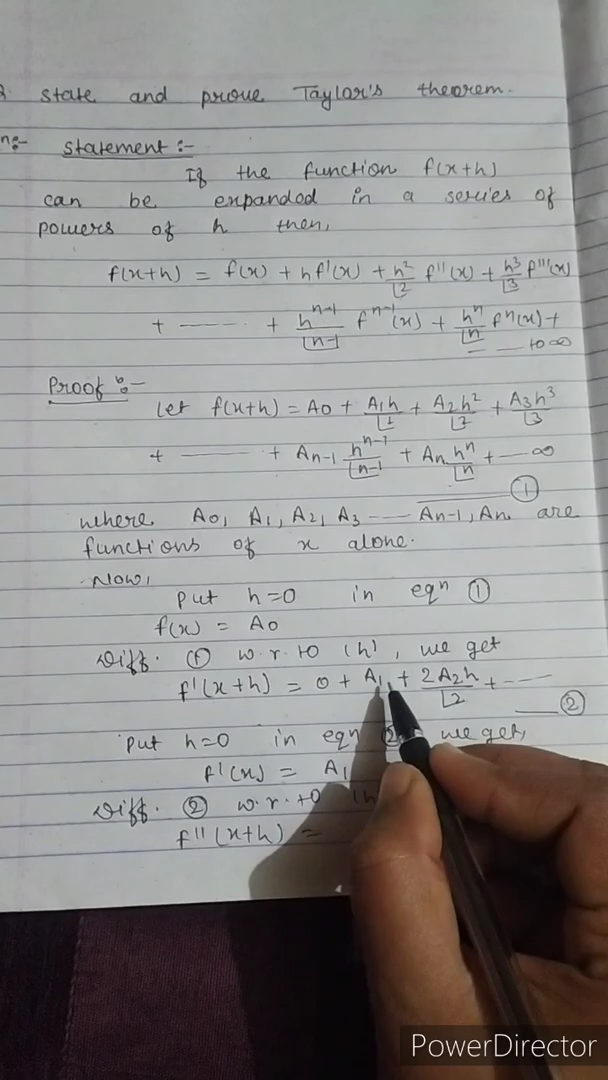 state and prove Taylor's theorem.
Statement :-
If the function f(x+h)
can be expanded in a series of
powers of h then,
f(x+h) = f(x) + hf'(x) + h²/⌊2 f''(x) + h³/⌊3 f'''(x)
+ ------ + h^(n-1)/⌊n-1 f^(n-1)(x) + h^n/⌊n f^n(x) +
------ to ∞
Proof :-
Let f(x+h) = A0 + A1h/⌊1 + A2h²/⌊2 + A3h³/⌊3
+ ------ + An-1 h^(n-1)/⌊n-1 + An h^n/⌊n + --- ∞
------ ①
where A0, A1, A2, A3 ---- An-1, An are
functions of x alone.
Now,
put h=0 in eqn ①
f(x) = A0
Diff. ① w.r.to (h), we get
f'(x+h) = 0 + A1 + 2A2h/⌊2 + ----
------ ②
put h=0 in eqn we get,
f'(x) = A1
Diff. ② w.r.to (h
f''(x+h) =
PowerDirector